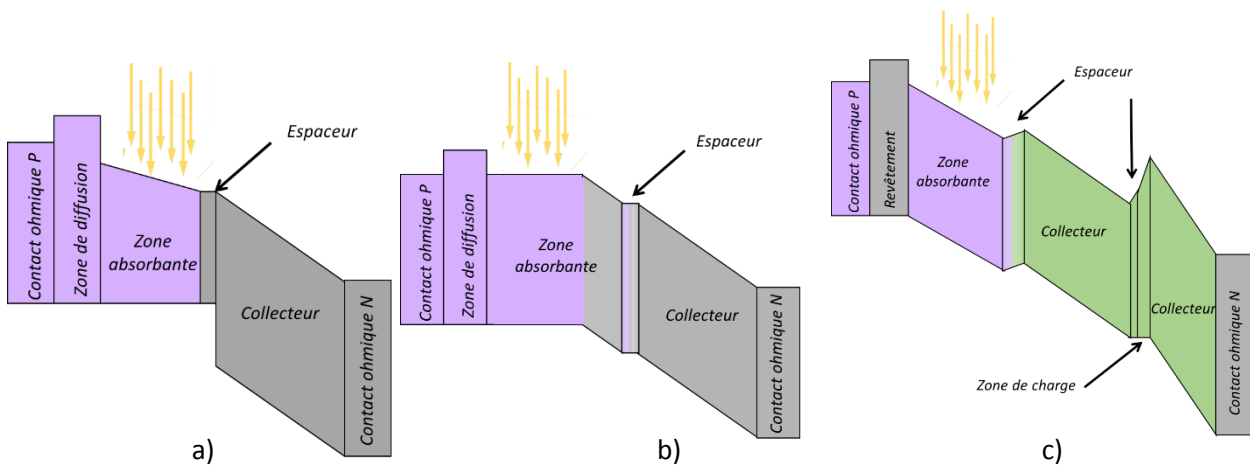 Contact ohmique P
Zone de diffusion
Zone
absorbante
Espaceur
Collecteur
Contact ohmique N
a)
Contact ohmique P
Zone de diffusion
Zone
absorbante
Espaceur
Collecteur
Contact ohmique N
b)
Contact ohmique P
Revêtement
Zone
absorbante
Espaceur
Collecteur
Zone de charge
Collecteur
Contact ohmique N
c)